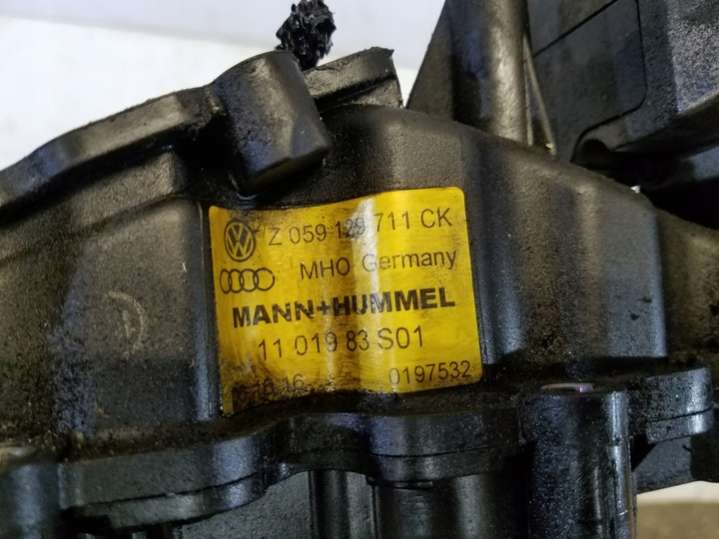 Z 059 129 711 CK
MHO Germany
MANN+HUMMEL
11 019 83 S01
0197532